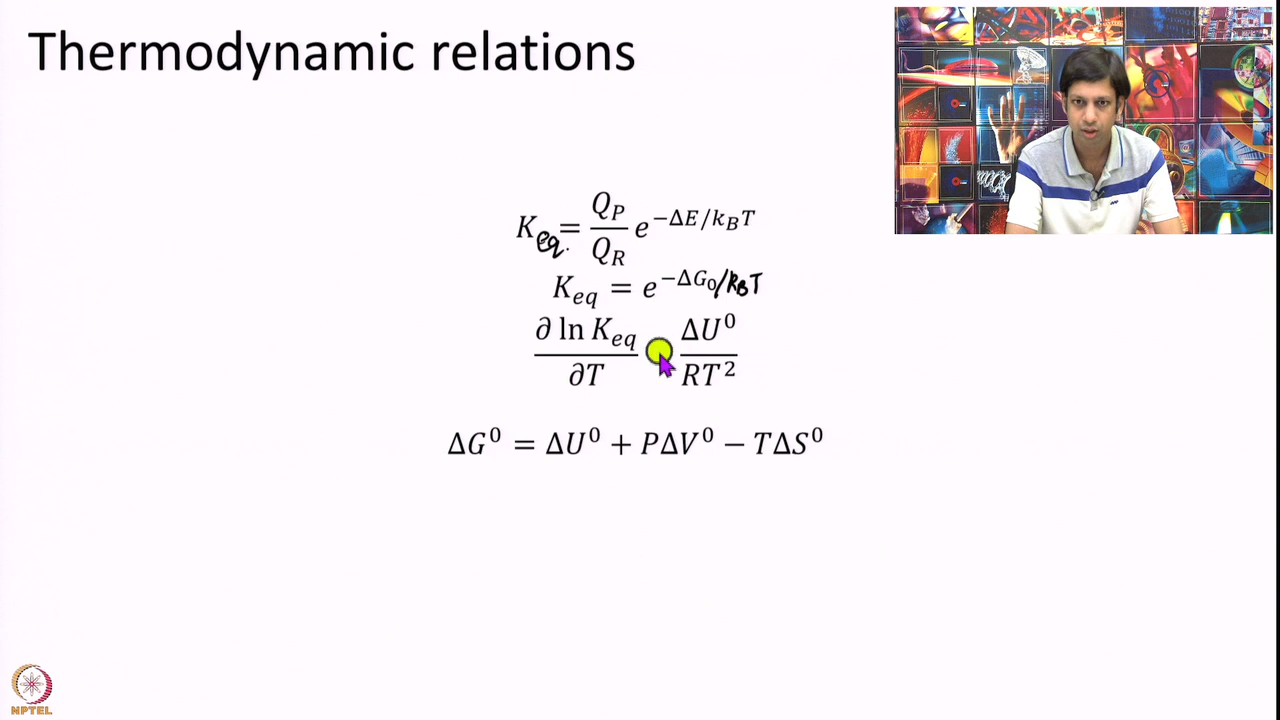 Thermodynamic relations
K_eq. = Q_P / Q_R e^{−ΔE/k_BT}
K_eq = e^{−ΔG_0/k_BT}
∂ ln K_eq / ∂T ΔU^0 / RT^2
ΔG^0 = ΔU^0 + PΔV^0 − TΔS^0
NPTEL